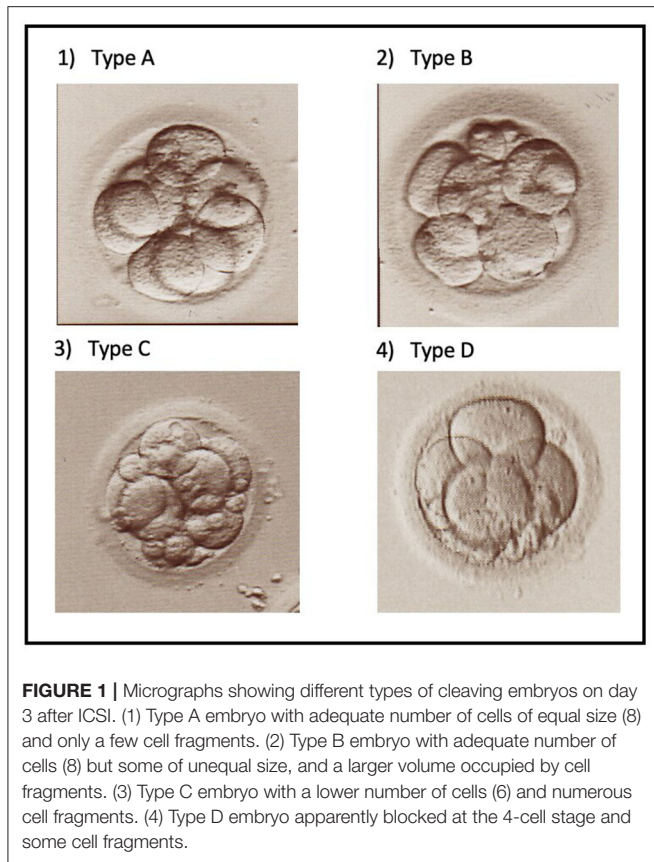 1) Type A
2) Type B
3) Type C
4) Type D
FIGURE 1 | Micrographs showing different types of cleaving embryos on day
3 after ICSI. (1) Type A embryo with adequate number of cells of equal size (8)
and only a few cell fragments. (2) Type B embryo with adequate number of
cells (8) but some of unequal size, and a larger volume occupied by cell
fragments. (3) Type C embryo with a lower number of cells (6) and numerous
cell fragments. (4) Type D embryo apparently blocked at the 4-cell stage and
some cell fragments.